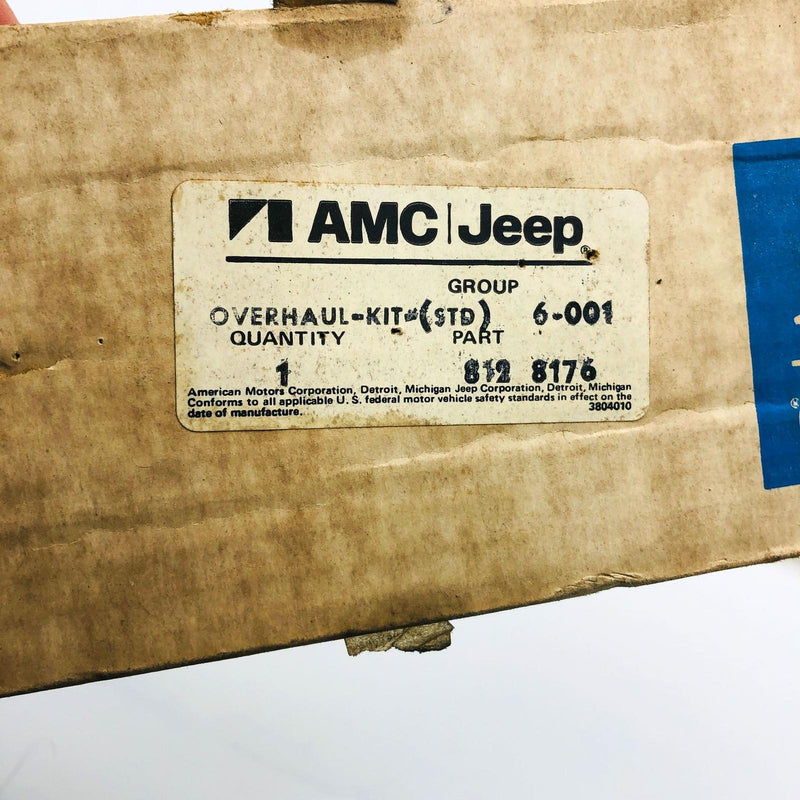 AMC|Jeep®
GROUP
OVERHAUL-KIT-(STD) 6-001
QUANTITY PART
1 812 8176
American Motors Corporation, Detroit, Michigan Jeep Corporation, Detroit, Michigan
Conforms to all applicable U.S. federal motor vehicle safety standards in effect on the
date of manufacture. 3804010